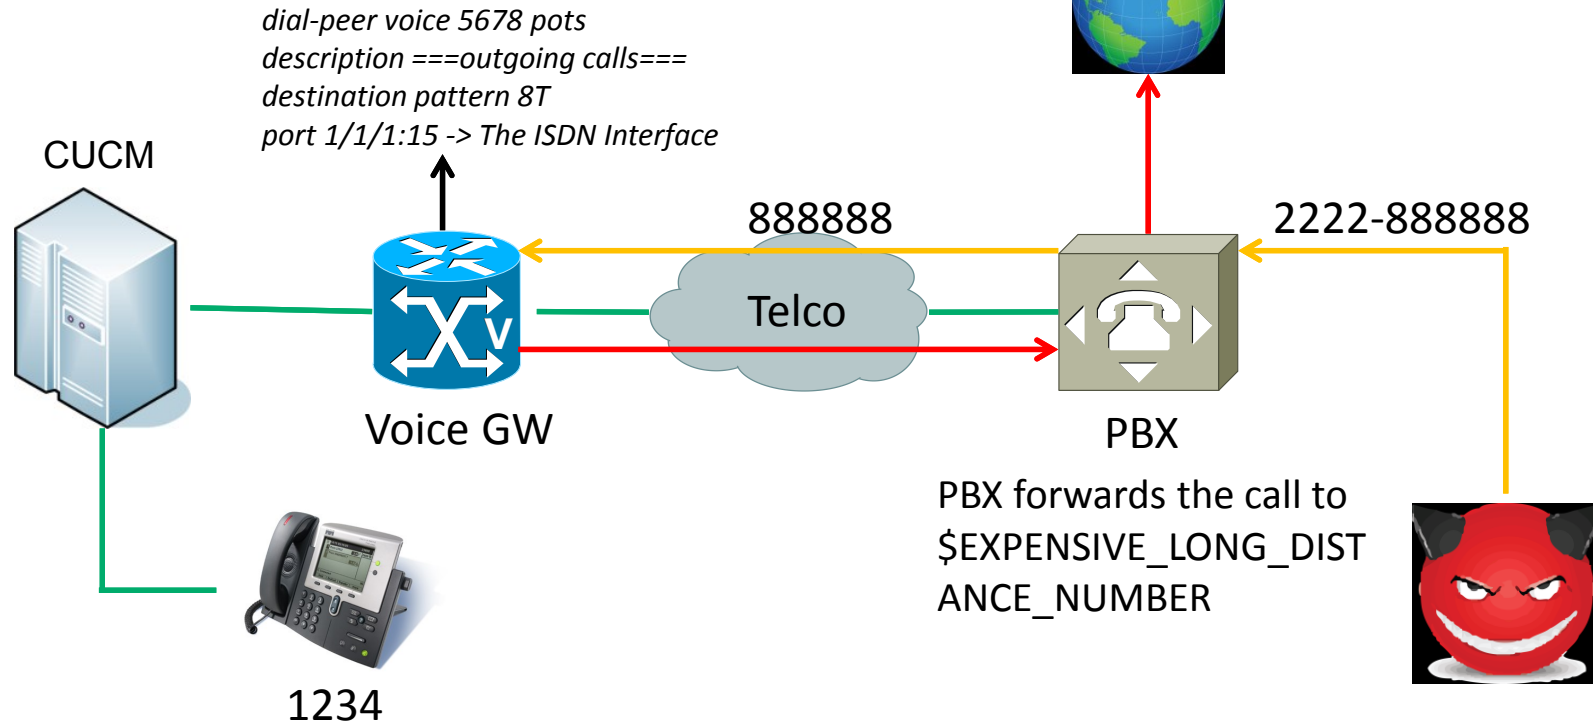 dial-peer voice 5678 pots
description ===outgoing calls===
destination pattern 8T
port 1/1/1:15 -> The ISDN Interface
CUCM
888888
2222-888888
Telco
V
Voice GW
PBX
PBX forwards the call to
$EXPENSIVE_LONG_DIST
ANCE_NUMBER
1234